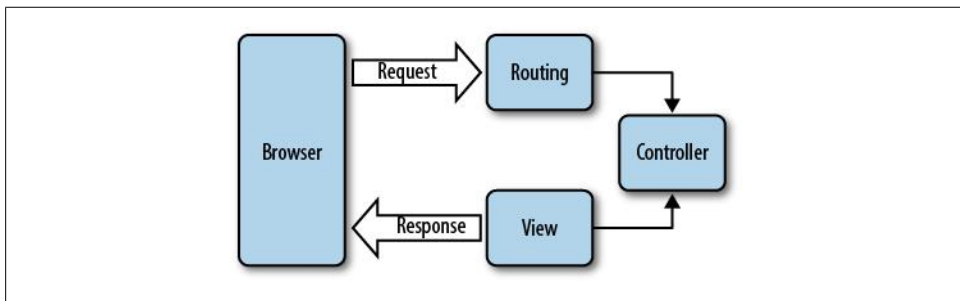 Request
Routing
Browser
Controller
Response
View